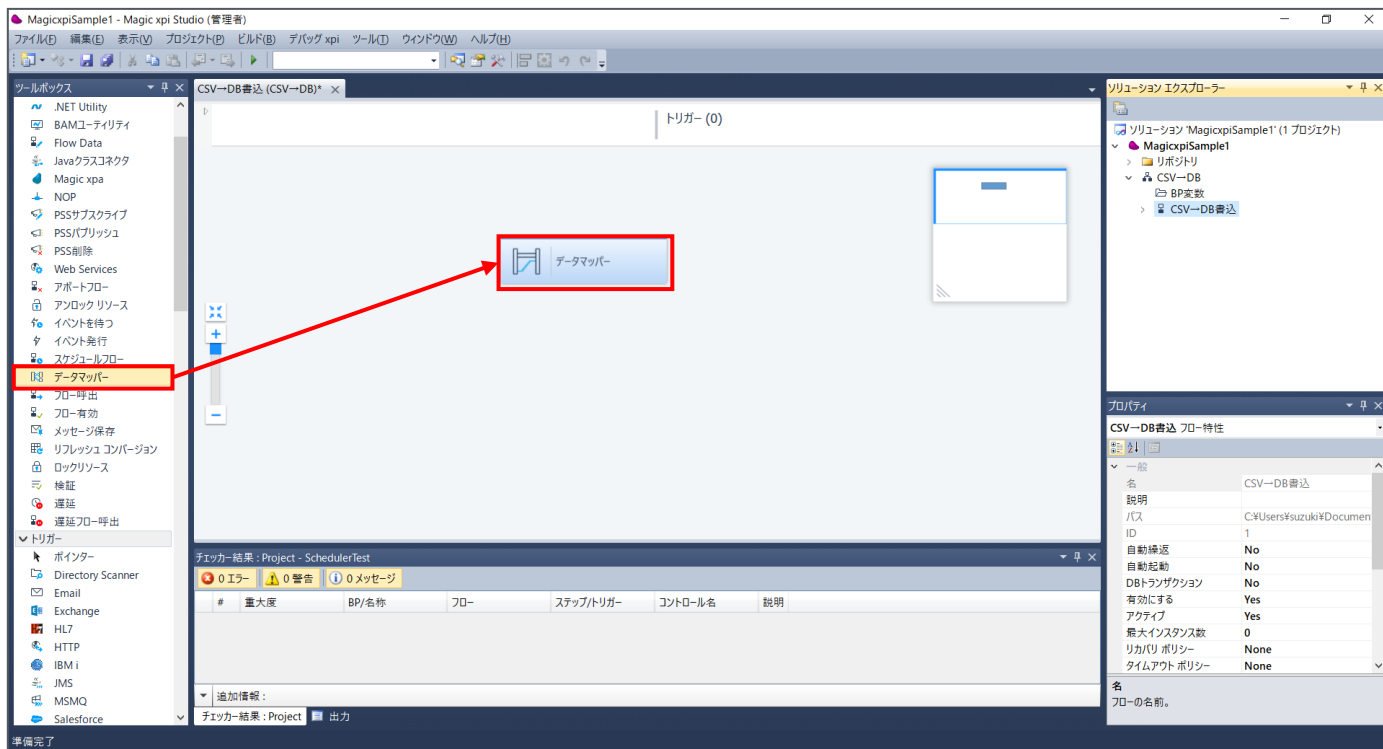 MagicxpiSample1 - Magic xpi Studio (管理者)
ファイル(F) 編集(E) 表示(V) プロジェクト(P) ビルド(B) デバッグ xpi ツール(T) ウィンドウ(W) ヘルプ(H)
ツールボックス
.NET Utility
BAMユーティリティ
Flow Data
Javaクラスコネクタ
Magic xpa
NOP
PSSサブスクライブ
PSSパブリッシュ
PSS削除
Web Services
アボートフロー
アンロック リソース
イベントを待つ
イベント発行
スケジュールフロー
データマッパー
フロー呼出
フロー有効
メッセージ保存
リフレッシュ コンバージョン
ロックリソース
検証
遅延
遅延フロー呼出
トリガー
ポインター
Directory Scanner
Email
Exchange
HL7
HTTP
IBM i
JMS
MSMQ
Salesforce
CSV→DB書込 (CSV→DB)*
トリガー (0)
データマッパー
チェッカー結果 : Project - SchedulerTest
0 エラー 0 警告 0 メッセージ
# 重大度 BP/名称 フロー ステップ/トリガー コントロール名 説明
追加情報 :
チェッカー結果 : Project 出力
ソリューション エクスプローラー
ソリューション 'MagicxpiSample1' (1 プロジェクト)
MagicxpiSample1
リポジトリ
CSV→DB
BP変数
CSV→DB書込
プロパティ
CSV→DB書込 フロー特性
一般
名 CSV→DB書込
説明
パス C:¥Users¥suzuki¥Documen
ID 1
自動繰返 No
自動起動 No
DBトランザクション No
有効にする Yes
アクティブ Yes
最大インスタンス数 0
リカバリ ポリシー None
タイムアウト ポリシー None
名
フローの名前。
準備完了